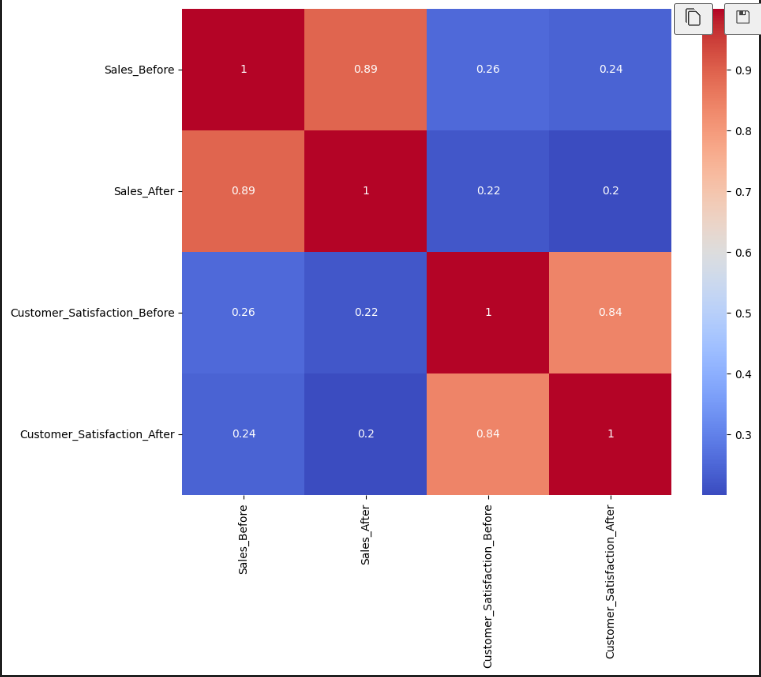 Sales_Before 1 0.89 0.26 0.24
Sales_After 0.89 1 0.22 0.2
Customer_Satisfaction_Before 0.26 0.22 1 0.84
Customer_Satisfaction_After 0.24 0.2 0.84 1
Sales_Before
Sales_After
Customer_Satisfaction_Before
Customer_Satisfaction_After
0.9
0.8
0.7
0.6
0.5
0.4
0.3